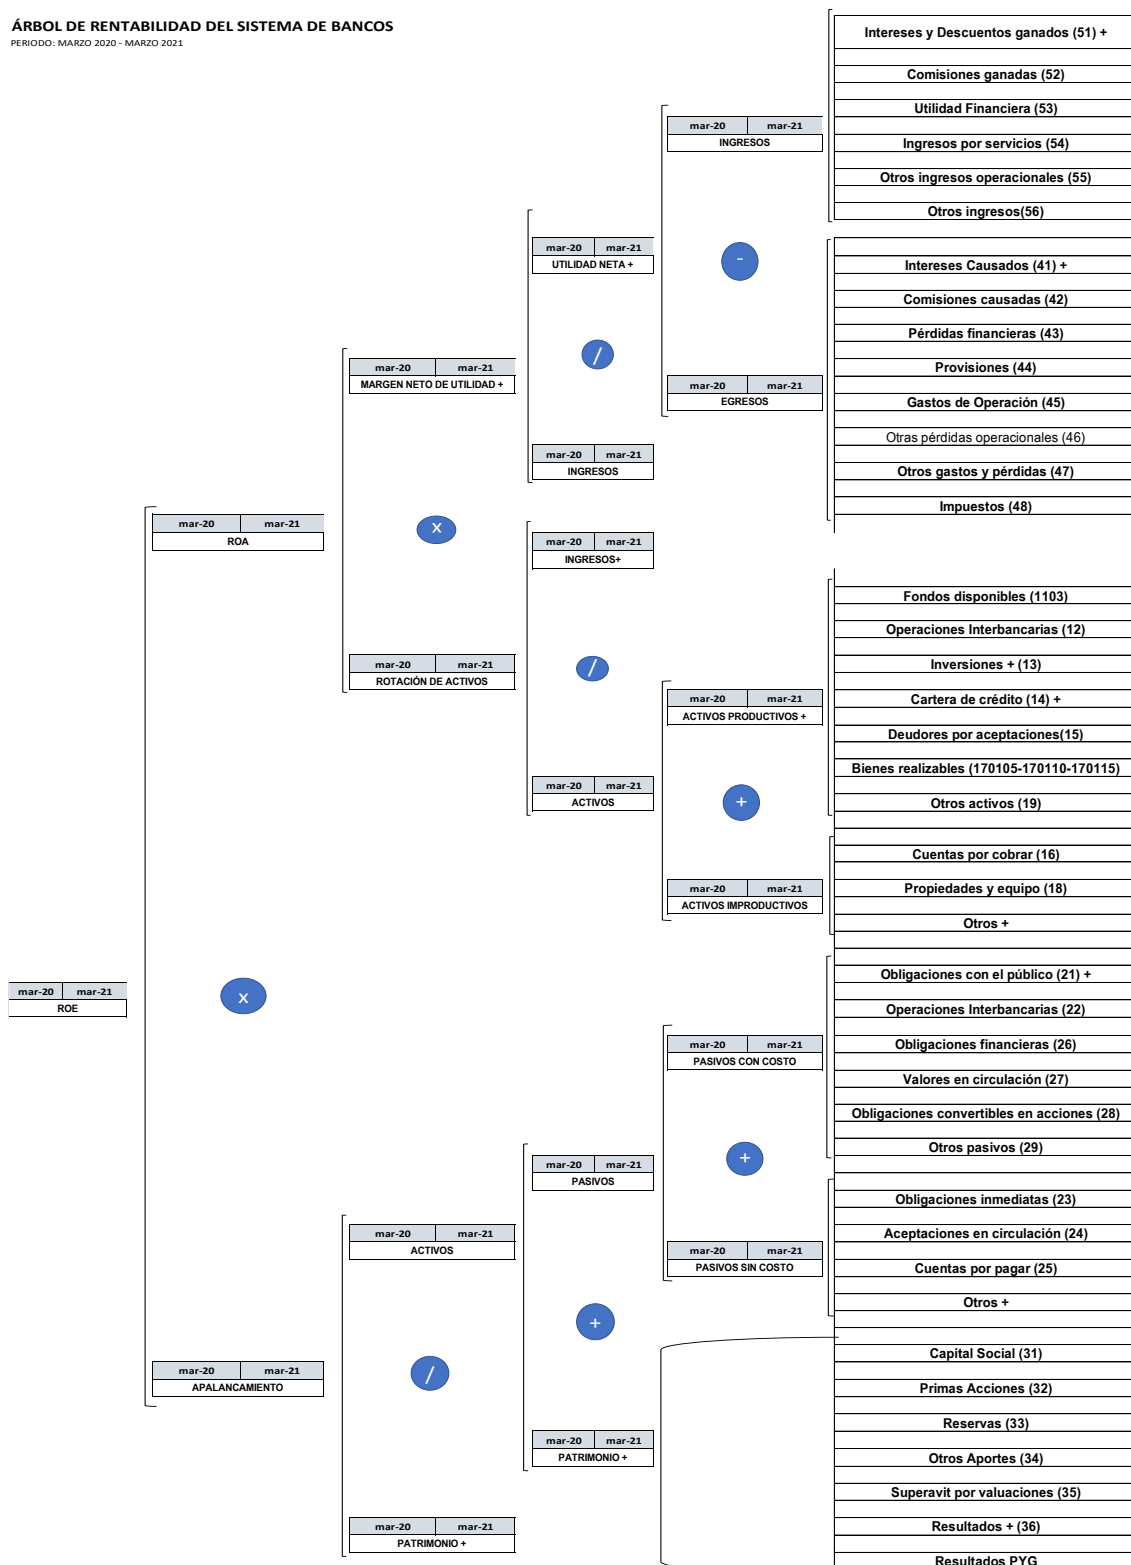 ÁRBOL DE RENTABILIDAD DEL SISTEMA DE BANCOS
PERIODO: MARZO 2020 - MARZO 2021
Intereses y Descuentos ganados (51) +
Comisiones ganadas (52)
Utilidad Financiera (53)
mar-20 mar-21
INGRESOS
Ingresos por servicios (54)
Otros ingresos operacionales (55)
Otros ingresos(56)
mar-20 mar-21
UTILIDAD NETA +
-
Intereses Causados (41) +
Comisiones causadas (42)
Pérdidas financieras (43)
/
mar-20 mar-21
MARGEN NETO DE UTILIDAD +
Provisiones (44)
mar-20 mar-21
EGRESOS
Gastos de Operación (45)
Otras pérdidas operacionales (46)
mar-20 mar-21
INGRESOS
Otros gastos y pérdidas (47)
Impuestos (48)
mar-20 mar-21
ROA
X
mar-20 mar-21
INGRESOS+
Fondos disponibles (1103)
Operaciones Interbancarias (12)
mar-20 mar-21
ROTACIÓN DE ACTIVOS
/
Inversiones + (13)
mar-20 mar-21
ACTIVOS PRODUCTIVOS +
Cartera de crédito (14) +
Deudores por aceptaciones(15)
Bienes realizables (170105-170110-170115)
mar-20 mar-21
ACTIVOS
+
Otros activos (19)
Cuentas por cobrar (16)
mar-20 mar-21
ACTIVOS IMPRODUCTIVOS
Propiedades y equipo (18)
Otros +
Obligaciones con el público (21) +
mar-20 mar-21
ROE
x
Operaciones Interbancarias (22)
mar-20 mar-21
PASIVOS CON COSTO
Obligaciones financieras (26)
Valores en circulación (27)
Obligaciones convertibles en acciones (28)
Otros pasivos (29)
mar-20 mar-21
PASIVOS
+
Obligaciones inmediatas (23)
mar-20 mar-21
ACTIVOS
Aceptaciones en circulación (24)
mar-20 mar-21
PASIVOS SIN COSTO
Cuentas por pagar (25)
Otros +
+
Capital Social (31)
mar-20 mar-21
APALANCAMIENTO
/
Primas Acciones (32)
Reservas (33)
mar-20 mar-21
PATRIMONIO +
Otros Aportes (34)
Superavit por valuaciones (35)
mar-20 mar-21
PATRIMONIO +
Resultados + (36)
Resultados PYG